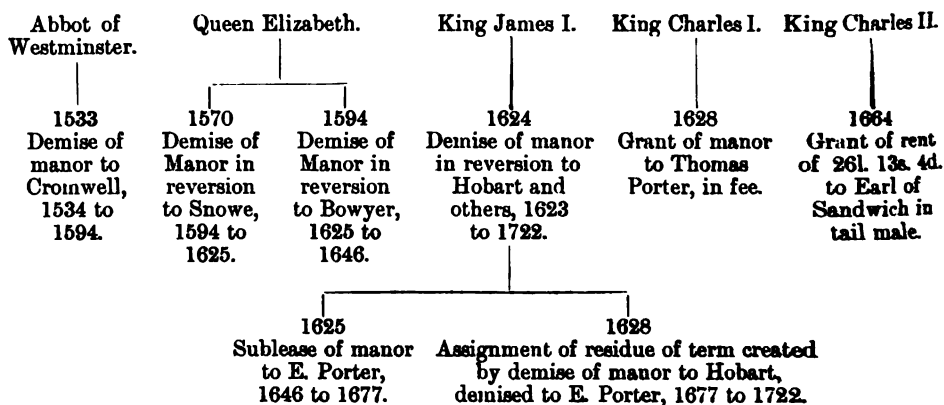 Abbot of
Westminster.
Queen Elizabeth.
King James I.
King Charles I.
King Charles II.
1533
Demise of
manor to
Cromwell,
1534 to
1594.
1570
Demise of
Manor in
reversion
to Snowe,
1594 to
1625.
1594
Demise of
Manor in
reversion
to Bowyer,
1625 to
1646.
1624
Demise of manor
in reversion to
Hobart and
others, 1623
to 1722.
1628
Grant of manor
to Thomas
Porter, in fee.
1664
Grant of rent
of 26l. 13s. 4d.
to Earl of
Sandwich in
tail male.
1625
Sublease of manor
to E. Porter,
1646 to 1677.
1628
Assignment of residue of term created
by demise of manor to Hobart,
demised to E. Porter, 1677 to 1722.